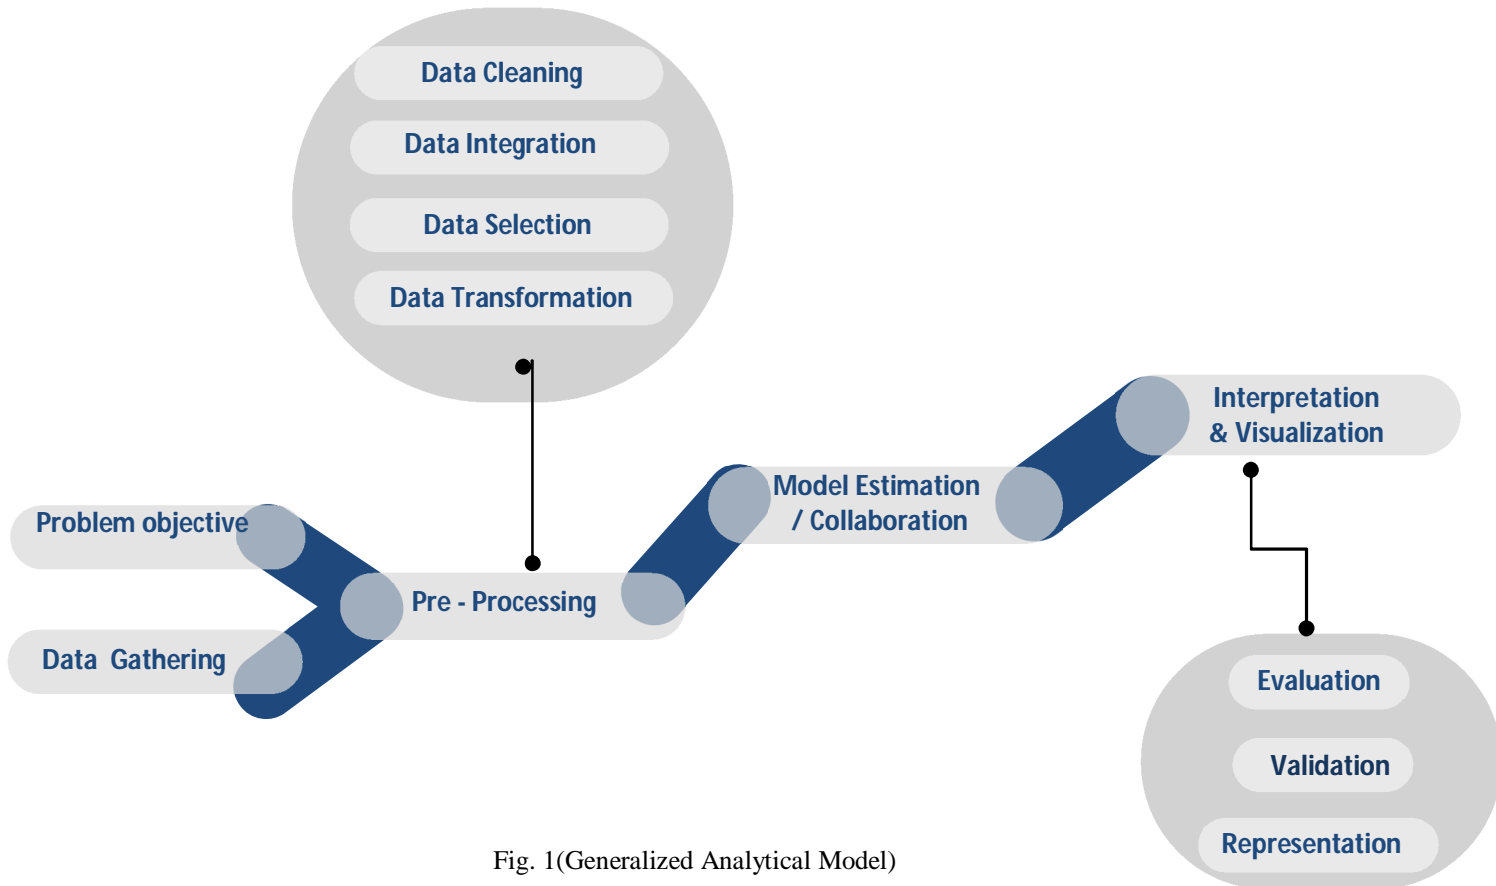 Data Cleaning
Data Integration
Data Selection
Data Transformation
Interpretation
& Visualization
Model Estimation
/ Collaboration
Problem objective
Pre - Processing
Data  Gathering
Evaluation
Validation
Representation
Fig. 1(Generalized Analytical Model)